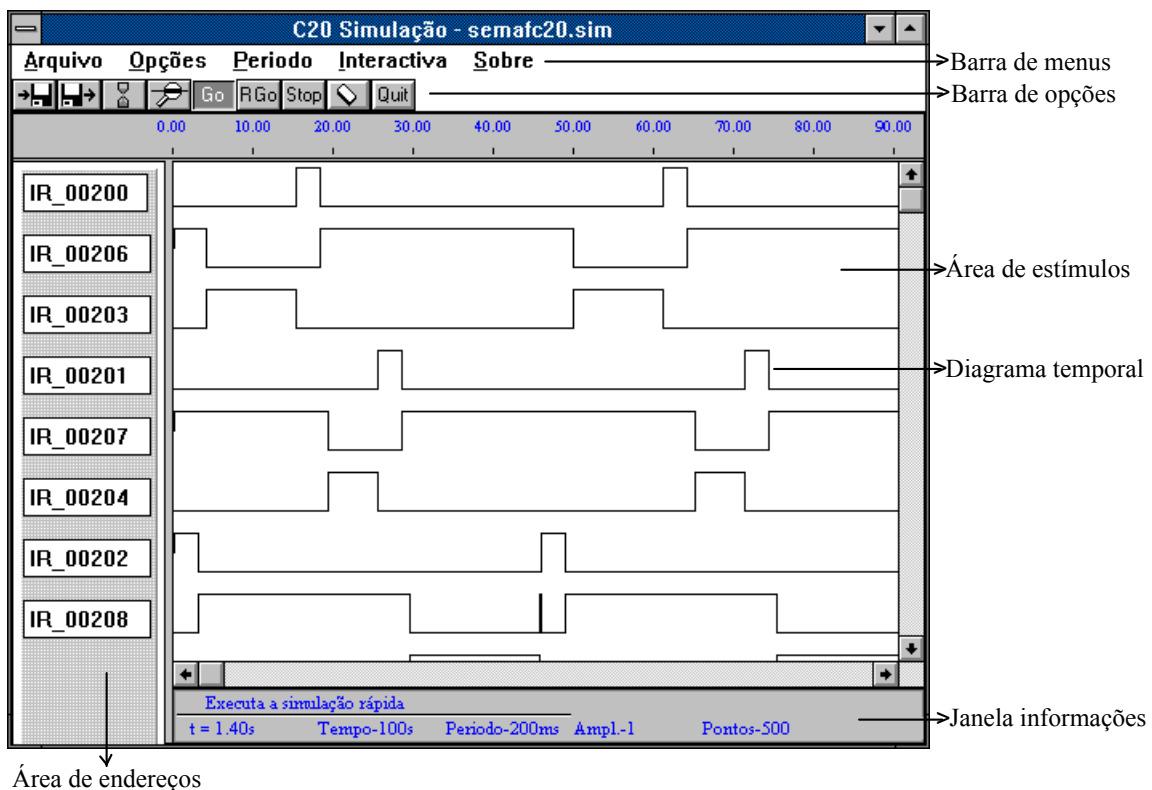 C20 Simulação - semafc20.sim
Arquivo Opções Periodo Interactiva Sobre
Barra de menus
Go RGo Stop Quit
Barra de opções
0.00 10.00 20.00 30.00 40.00 50.00 60.00 70.00 80.00 90.00
IR_00200
IR_00206
Área de estímulos
IR_00203
IR_00201
Diagrama temporal
IR_00207
IR_00204
IR_00202
IR_00208
Executa a simulação rápida
t = 1.40s Tempo-100s Periodo-200ms Ampl.-1 Pontos-500
Janela informações
Área de endereços